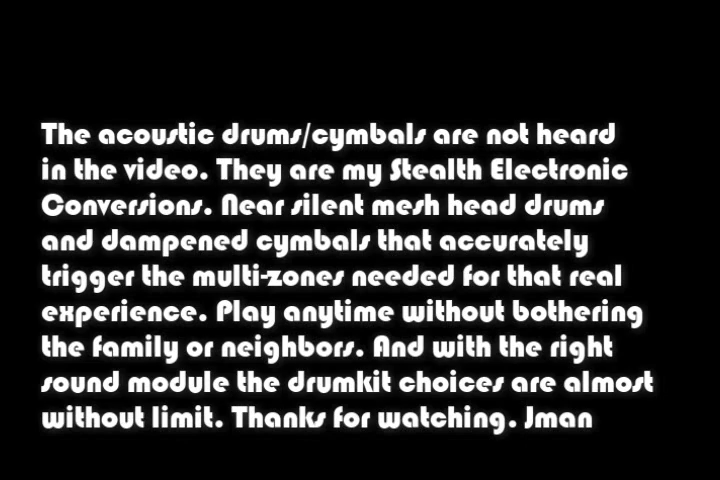 The acoustic drums/cymbals are not heard
in the video. They are my Stealth Electronic
Conversions. Near silent mesh head drums
and dampened cymbals that accurately
trigger the multi-zones needed for that real
experience. Play anytime without bothering
the family or neighbors. And with the right
sound module the drumkit choices are almost
without limit. Thanks for watching. Jman